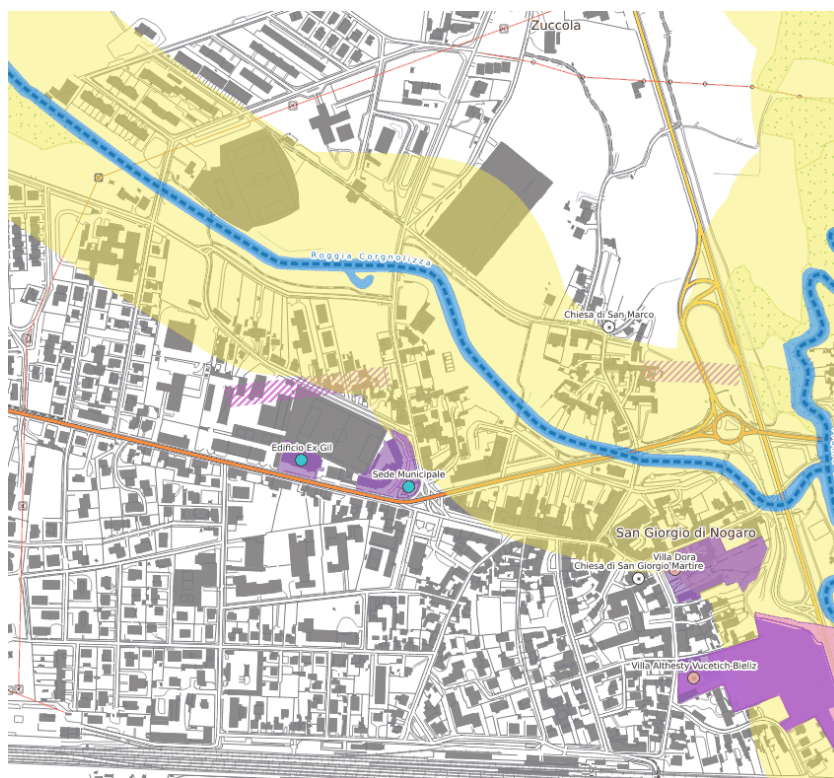 Zuccola
Roggia Corgnolizza
Chiesa di San Marco
Edificio Ex Gil
Sede Municipale
San Giorgio di Nogaro
Villa Dora
Chiesa di San Giorgio Martire
Villa Althesty Vucetich-Bieliz